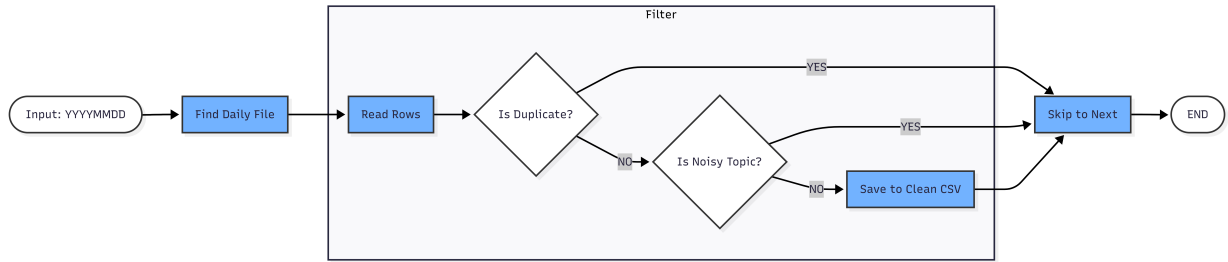 Filter
Input: YYYYMMDD
Find Daily File
Read Rows
Is Duplicate?
YES
NO
Is Noisy Topic?
YES
NO
Save to Clean CSV
Skip to Next
END